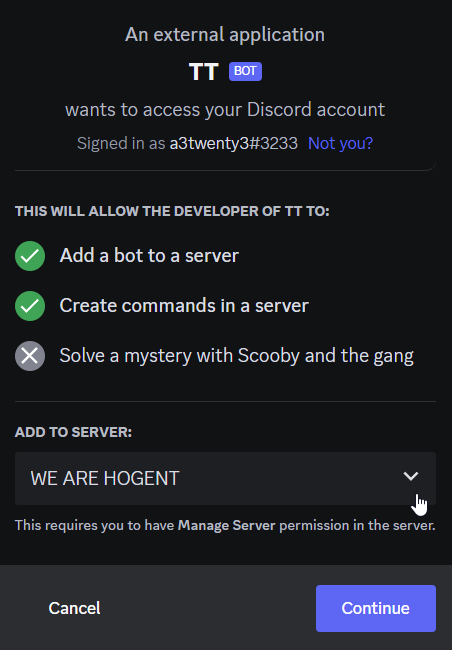 An external application
TT BOT
wants to access your Discord account
Signed in as a3twenty3#3233 Not you?
THIS WILL ALLOW THE DEVELOPER OF TT TO:
Add a bot to a server
Create commands in a server
Solve a mystery with Scooby and the gang
ADD TO SERVER:
WE ARE HOGENT
This requires you to have Manage Server permission in the server.
Cancel Continue